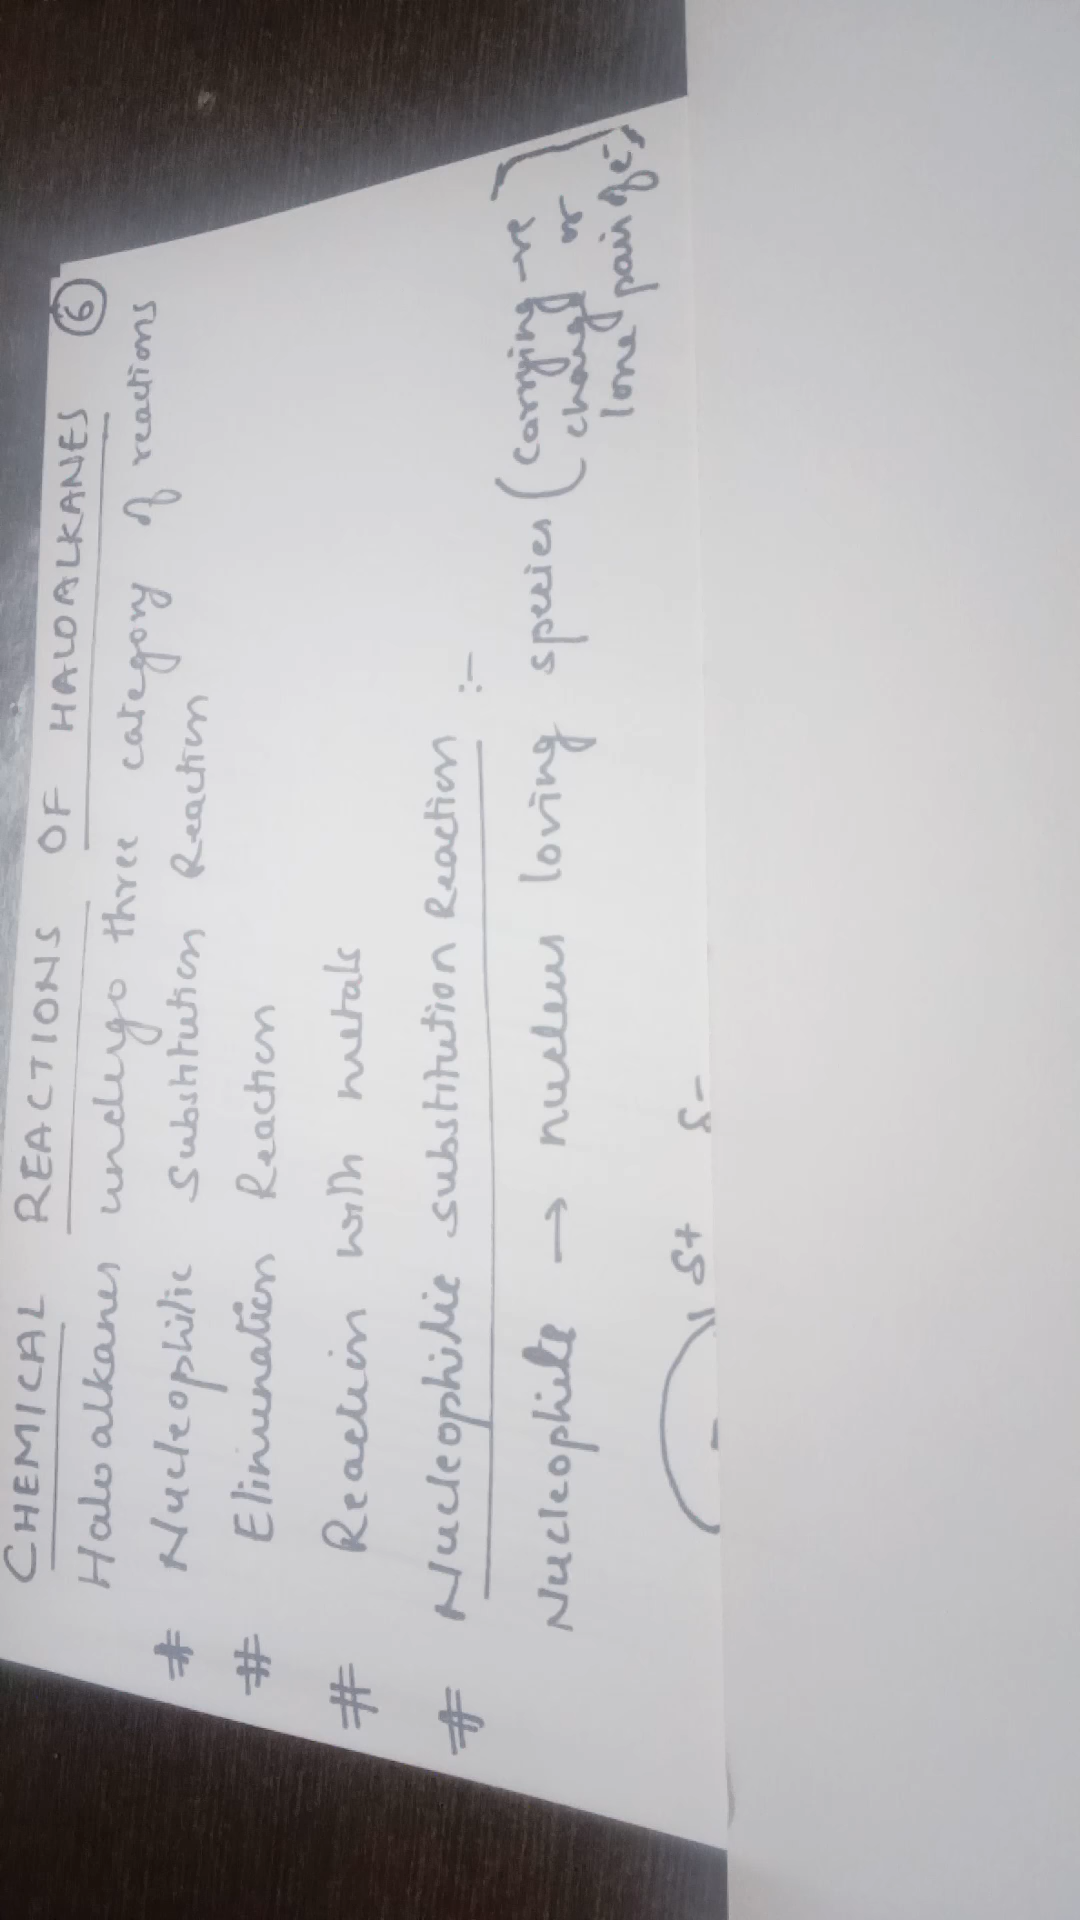 CHEMICAL REACTIONS OF HALOALKANES 6
Haloalkanes undergo three category of reactions
# Nucleophilic Substitution Reaction
# Elimination Reaction
# Reaction with metals
# Nucleophilic substitution Reaction :-
Nucleophile → nucleus loving species (carrying -ve
charge or
lone pair of e-)
δ+ δ-